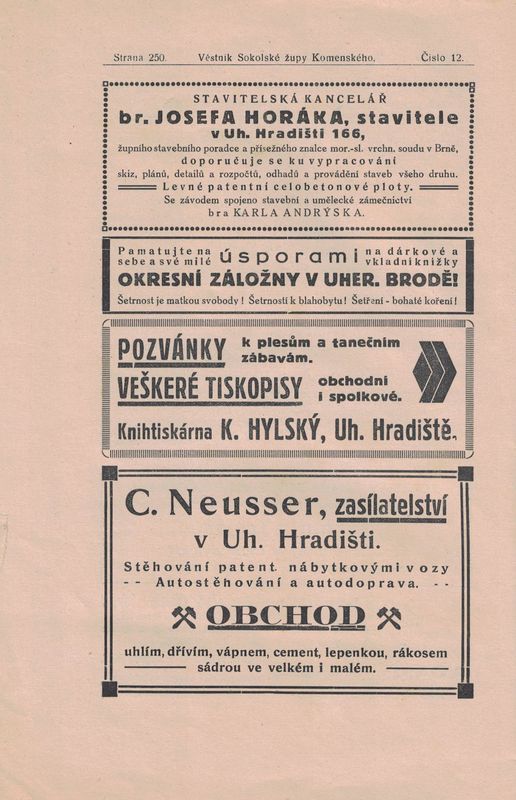 Strana 250. Věstník Sokolské župy Komenského. Číslo 12.
STAVITELSKÁ KANCELÁŘ
br. JOSEFA HORÁKA, stavitele
v Uh. Hradišti 166,
župního stavebního poradce a přísežného znalce mor.-sl. vrchn. soudu v Brně,
doporučuje se ku vypracování
skiz, plánů, detailů a rozpočtů, odhadů a provádění staveb všeho druhu.
Levné patentní celobetonové ploty.
Se závodem spojeno stavební a umělecké zámečnictví
bra KARLA ANDRÝSKA.
Pamatujte na sebe a své milé úsporami na dárkové a vkladní knížky
OKRESNÍ ZÁLOŽNY V UHER. BRODĚ!
Šetrnost je matkou svobody! Šetrností k blahobytu! Šetření - bohaté koření!
POZVÁNKY k plesům a tanečním zábavám.
VEŠKERÉ TISKOPISY obchodní i spolkové.
Knihtiskárna K. HYLSKÝ, Uh. Hradiště.
C. Neusser, zasílatelství
v Uh. Hradišti.
Stěhování patent. nábytkovými vozy
-- Autostěhování a autodoprava. --
OBCHOD
uhlím, dřívím, vápnem, cement, lepenkou, rákosem
sádrou ve velkém i malém.